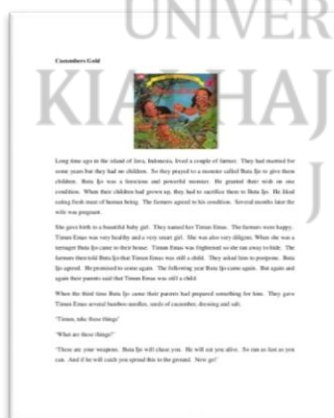 UNIVER
KIAI HAJ
J
Cucumbers Gold
Long time ago in the island of Java, Indonesia, lived a couple of farmer. They had married for
some years but they had no children. So they prayed to a monster called Buta Ijo to give them
children. Buta Ijo was a ferocious and powerful monster. He granted their wish on one
condition. When their children had grown up, they had to sacrifice them to Buta Ijo. He liked
eating fresh meat of human being. The farmers agreed to his condition. Several months later the
wife was pregnant.
She gave birth to a beautiful baby girl. They named her Timun Emas. The farmers were happy.
Timun Emas was very healthy and a very smart girl. She was also very diligent. When she was a
teenager Buta Ijo came to their house. Timun Emas was frightened so she ran away to hide. The
farmers then told Buta Ijo that Timun Emas was still a child. They asked him to postpone. Buta
Ijo agreed. He promised to come again. The following year Buta Ijo came again. But again and
again their parents said that Timun Emas was still a child.
When the third time Buta Ijo came their parents had prepared something for him. They gave
Timun Emas several bamboo needles, seeds of cucumber, dressing and salt.
'Timun, take these things'
'What are these things?'
'These are your weapons. Buta Ijo will chase you. He will eat you alive. So run as fast as you
can. And if he will catch you spread this to the ground. Now go!'